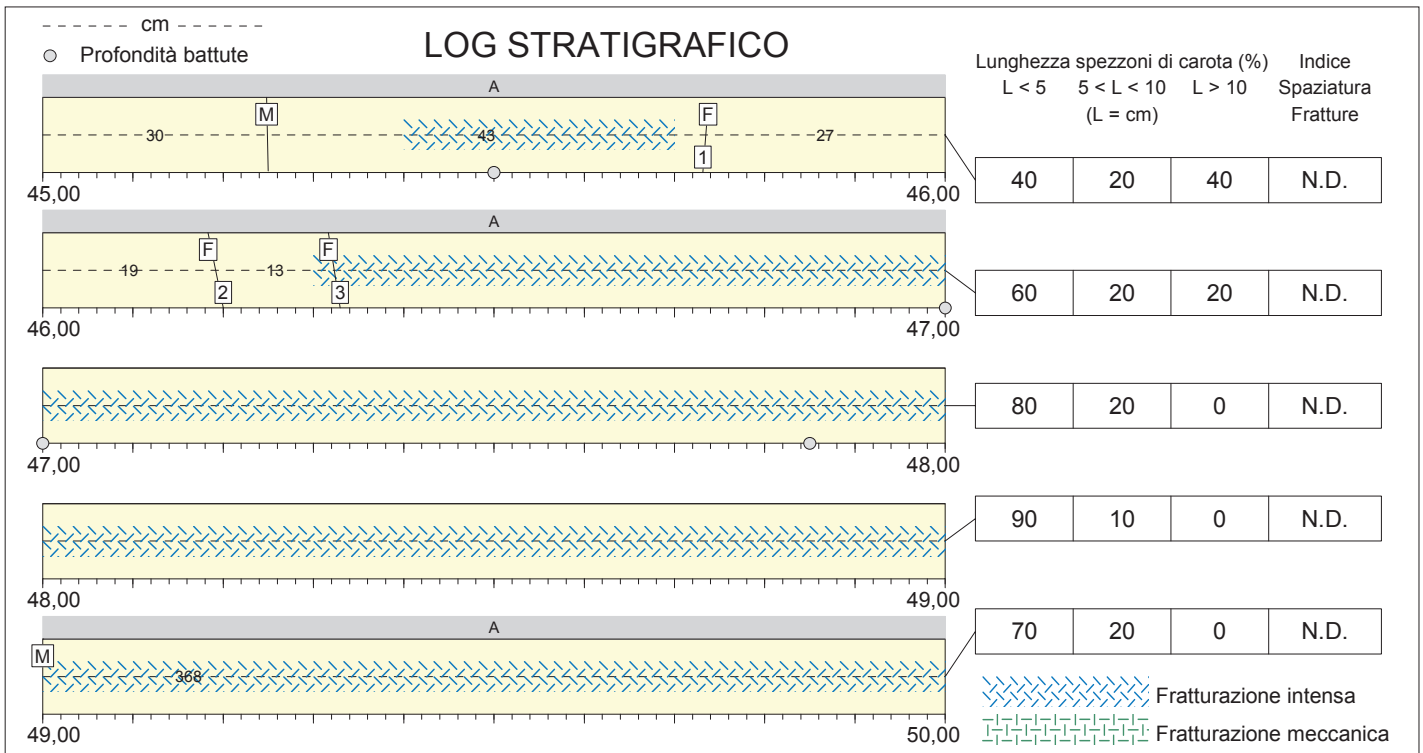 cm
Profondità battute
LOG STRATIGRAFICO
Lunghezza spezzoni di carota (%) Indice
L < 5 5 < L < 10 L > 10 Spaziatura
(L = cm) Fratture
A
M F
30 43 27
1
45,00 46,00
40 20 40 N.D.
A
F F
19 13
2 3
46,00 47,00
60 20 20 N.D.
47,00 48,00
80 20 0 N.D.
48,00 49,00
90 10 0 N.D.
A
M
368
49,00 50,00
70 20 0 N.D.
Fratturazione intensa
Fratturazione meccanica